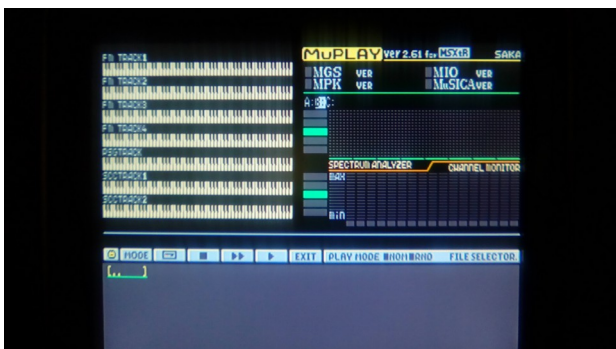 FM TRACK1
FM TRACK2
FM TRACK3
FM TRACK4
PSGTRACK
SCCTRACK1
SCCTRACK2
MuPLAY ver 2.61 for MSXtR SAKA
MGS VER
MIO VER
MPK VER
MuSICA VER
A:B:C:
SPECTRUM ANALYZER
CHANNEL MONITOR
MAX
MIN
MODE
EXIT
PLAY MODE NOM RND
FILE SELECTOR.
[.. ]